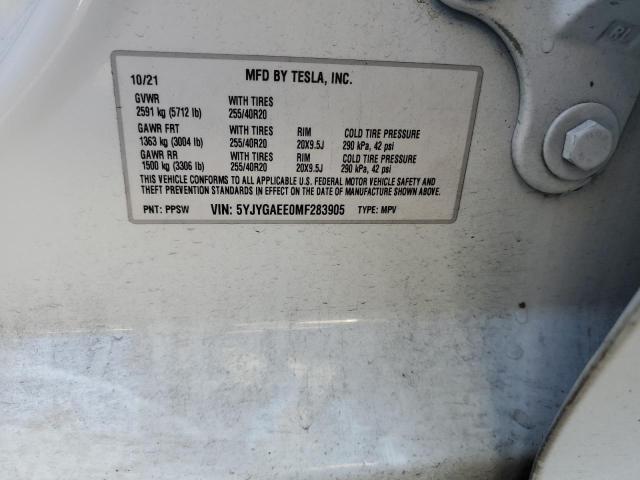 10/21 MFD BY TESLA, INC.
GVWR WITH TIRES
2591 kg (5712 lb) 255/40R20
GAWR FRT WITH TIRES RIM COLD TIRE PRESSURE
1363 kg (3004 lb) 255/40R20 20X9.5J 290 kPa, 42 psi
GAWR RR WITH TIRES RIM COLD TIRE PRESSURE
1500 kg (3306 lb) 255/40R20 20X9.5J 290 kPa, 42 psi
THIS VEHICLE CONFORMS TO ALL APPLICABLE U.S. FEDERAL MOTOR VEHICLE SAFETY AND
THEFT PREVENTION STANDARDS IN EFFECT ON THE DATE OF MANUFACTURE SHOWN ABOVE.
PNT: PPSW VIN: 5YJYGAEE0MF283905 TYPE: MPV